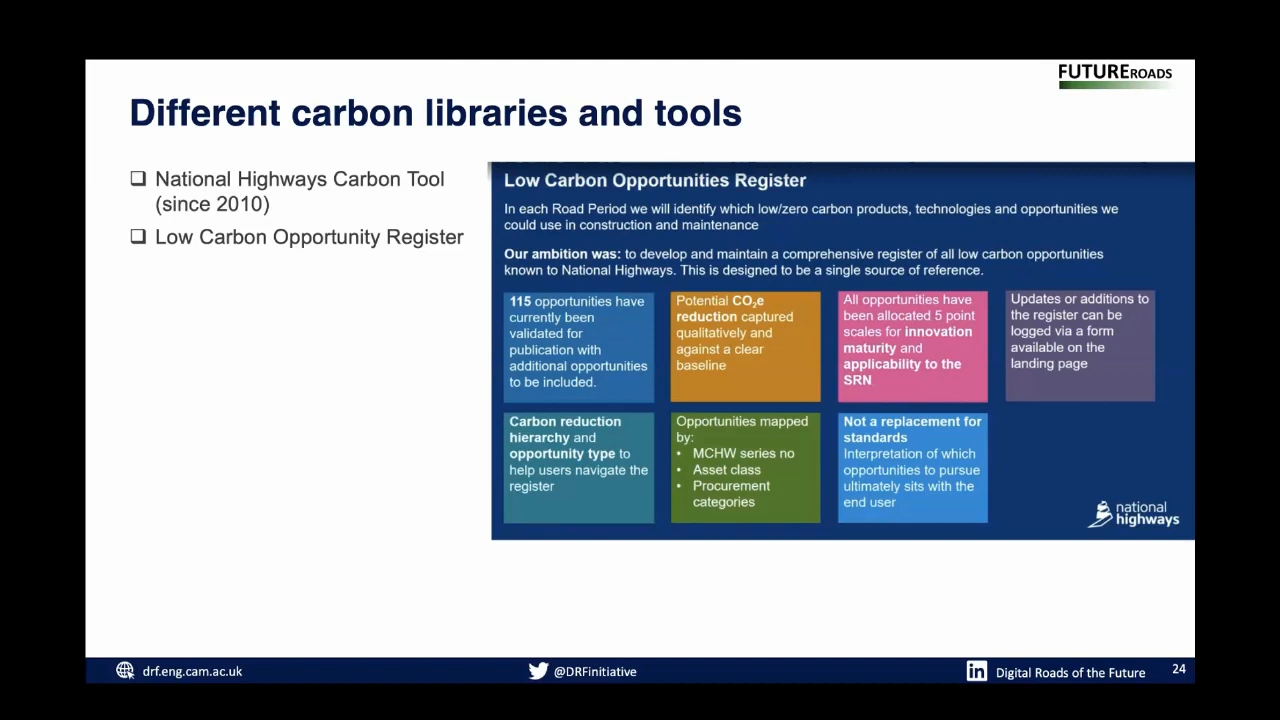 FUTUREROADS
Different carbon libraries and tools
❑ National Highways Carbon Tool
(since 2010)
❑ Low Carbon Opportunity Register
Low Carbon Opportunities Register
In each Road Period we will identify which low/zero carbon products, technologies and opportunities we
could use in construction and maintenance
Our ambition was: to develop and maintain a comprehensive register of all low carbon opportunities
known to National Highways. This is designed to be a single source of reference.
115 opportunities have
currently been
validated for
publication with
additional opportunities
to be included.
Potential CO₂e
reduction captured
qualitatively and
against a clear
baseline
All opportunities have
been allocated 5 point
scales for innovation
maturity and
applicability to the
SRN
Updates or additions to
the register can be
logged via a form
available on the
landing page
Carbon reduction
hierarchy and
opportunity type to
help users navigate the
register
Opportunities mapped
by:
• MCHW series no
• Asset class
• Procurement
categories
Not a replacement for
standards
Interpretation of which
opportunities to pursue
ultimately sits with the
end user
national
highways
drf.eng.cam.ac.uk
@DRFinitiative
in Digital Roads of the Future
24